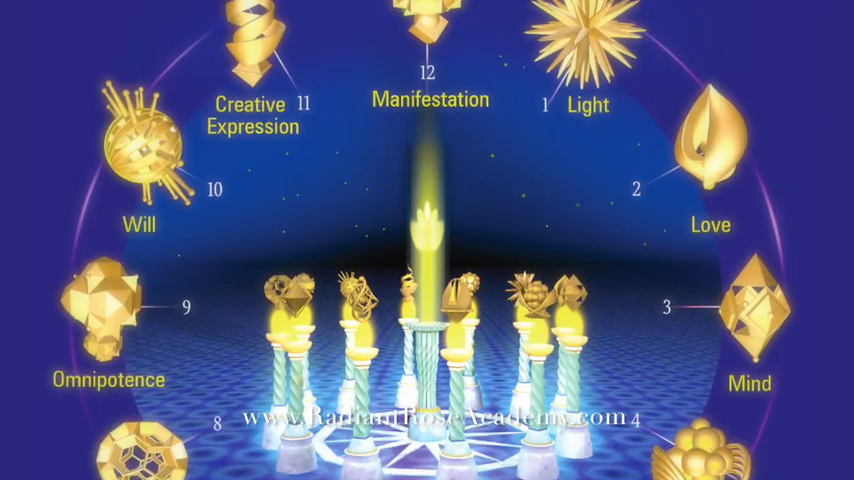 12
Manifestation
1 Light
Creative 11
Expression
10
2
Will
Love
9
3
Omnipotence
Mind
www.RadiantRoseAcademy.com
8
4